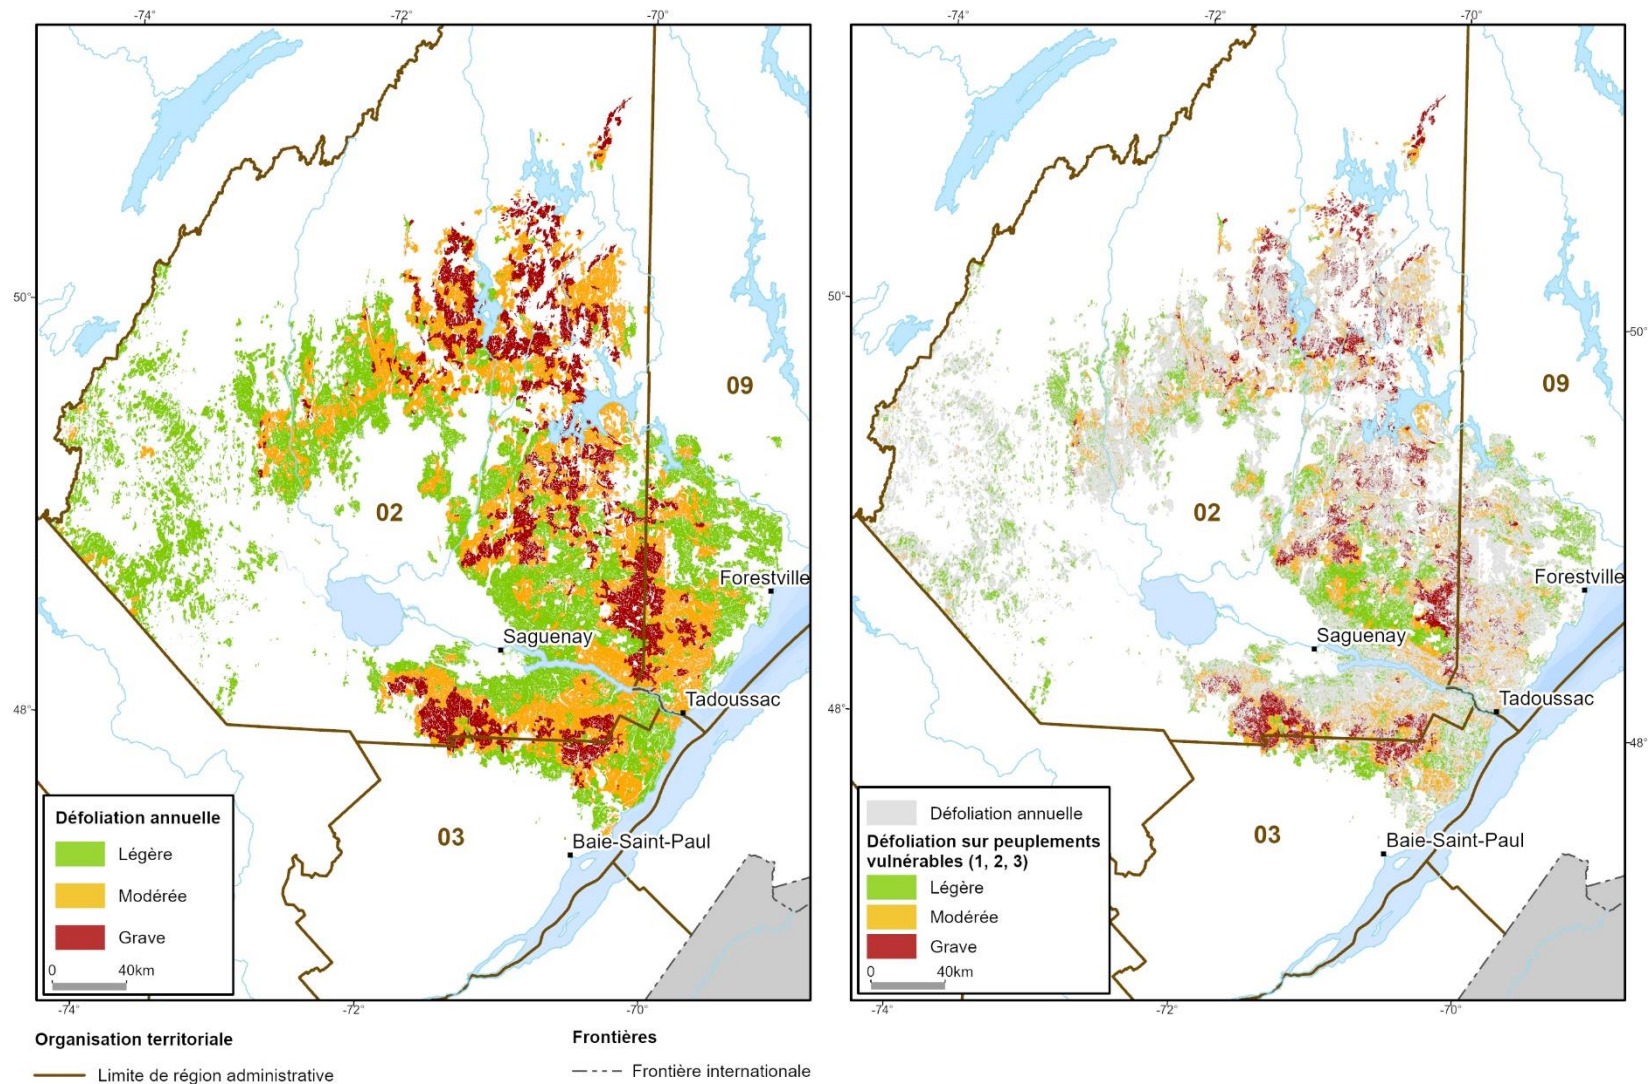 -74°
-72°
-70°
-74°
-72°
-70°
50°
50°
09
09
02
02
Forestville
Forestville
Saguenay
Saguenay
Tadoussac
Tadoussac
48°
48°
Défoliation annuelle
Légère
Modérée
Grave
0 40km
03
Baie-Saint-Paul
Défoliation annuelle
Défoliation sur peuplements
vulnérables (1, 2, 3)
Légère
Modérée
Grave
0 40km
03
Baie-Saint-Paul
-74°
-72°
-70°
-74°
-72°
-70°
Organisation territoriale
Limite de région administrative
Frontières
Frontière internationale